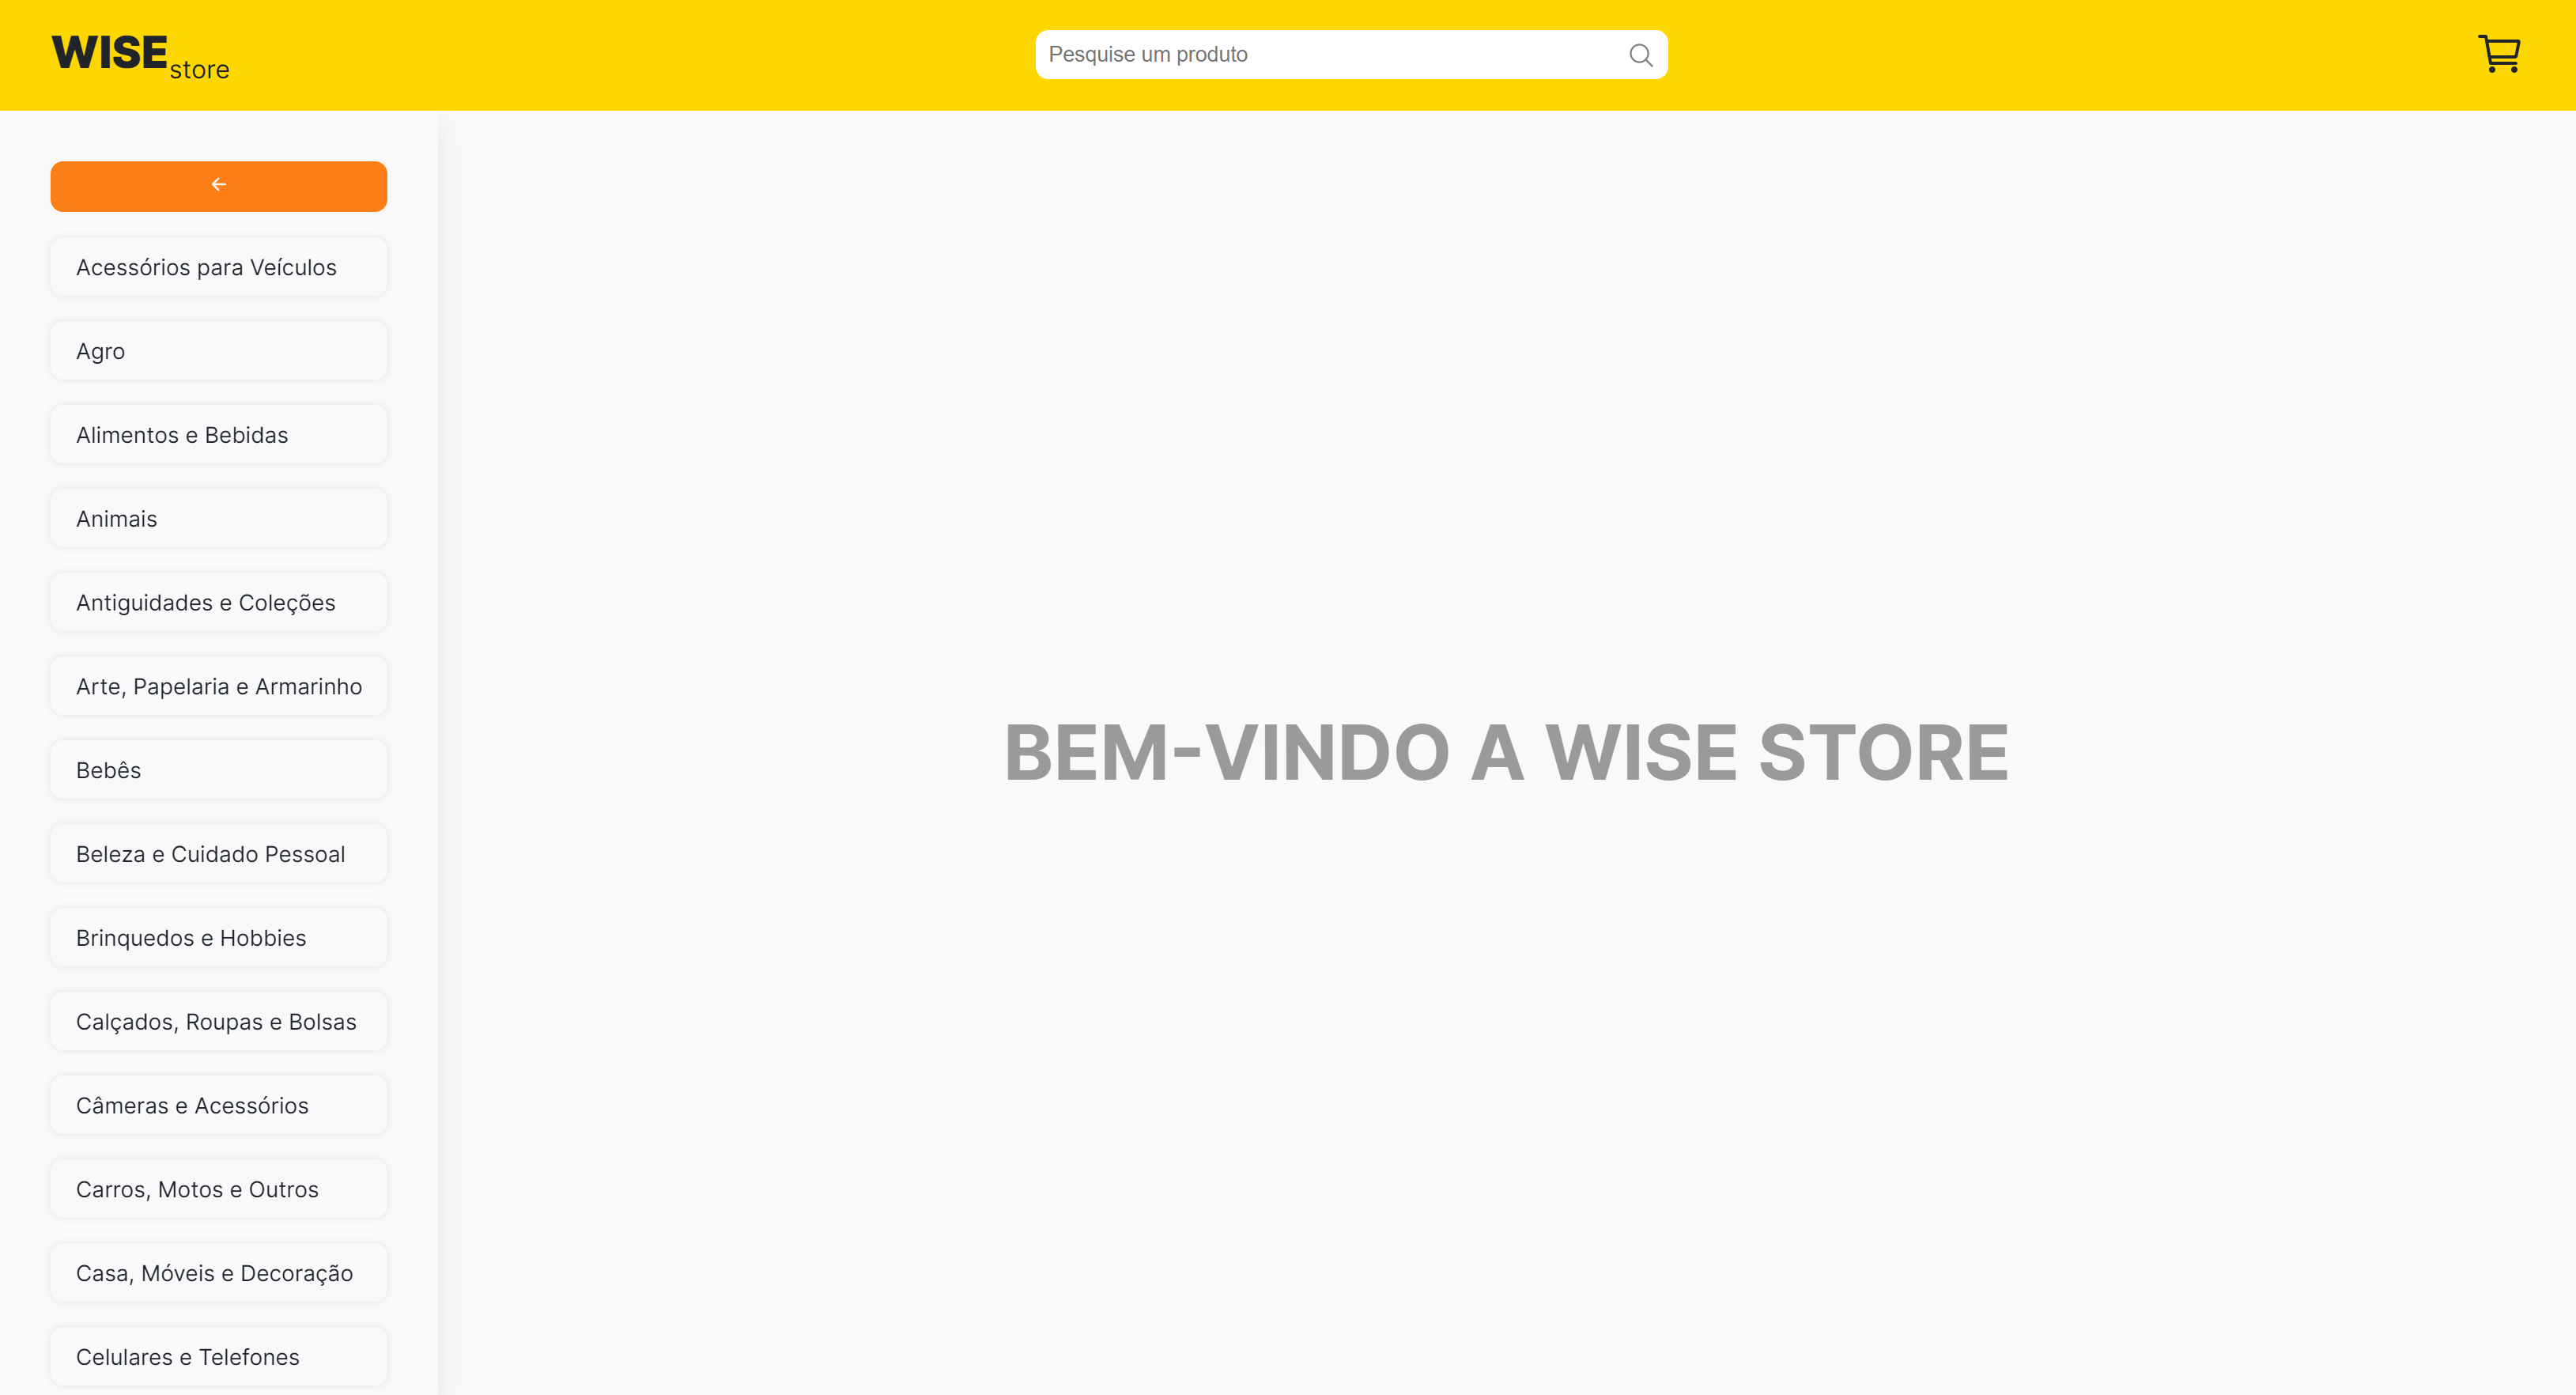 WISE store
Pesquise um produto
Acessórios para Veículos
Agro
Alimentos e Bebidas
Animais
Antiguidades e Coleções
Arte, Papelaria e Armarinho
Bebês
Beleza e Cuidado Pessoal
Brinquedos e Hobbies
Calçados, Roupas e Bolsas
Câmeras e Acessórios
Carros, Motos e Outros
Casa, Móveis e Decoração
Celulares e Telefones
BEM-VINDO A WISE STORE